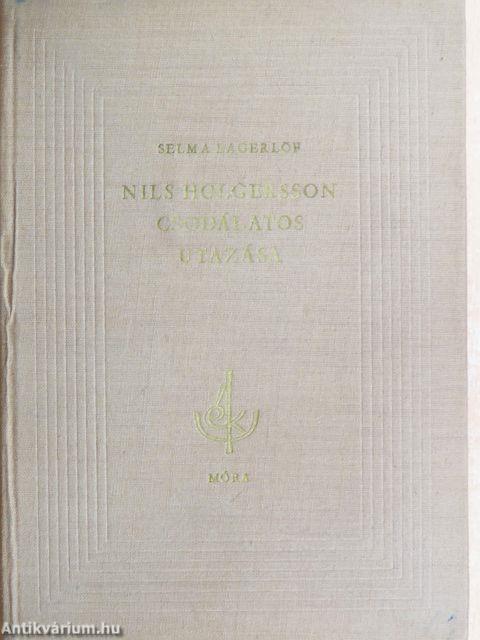 SELMA LAGERLÖF
NILS HOLGERSSON
CSODÁLATOS
UTAZÁSA
MÓRA
Antikvárium.hu